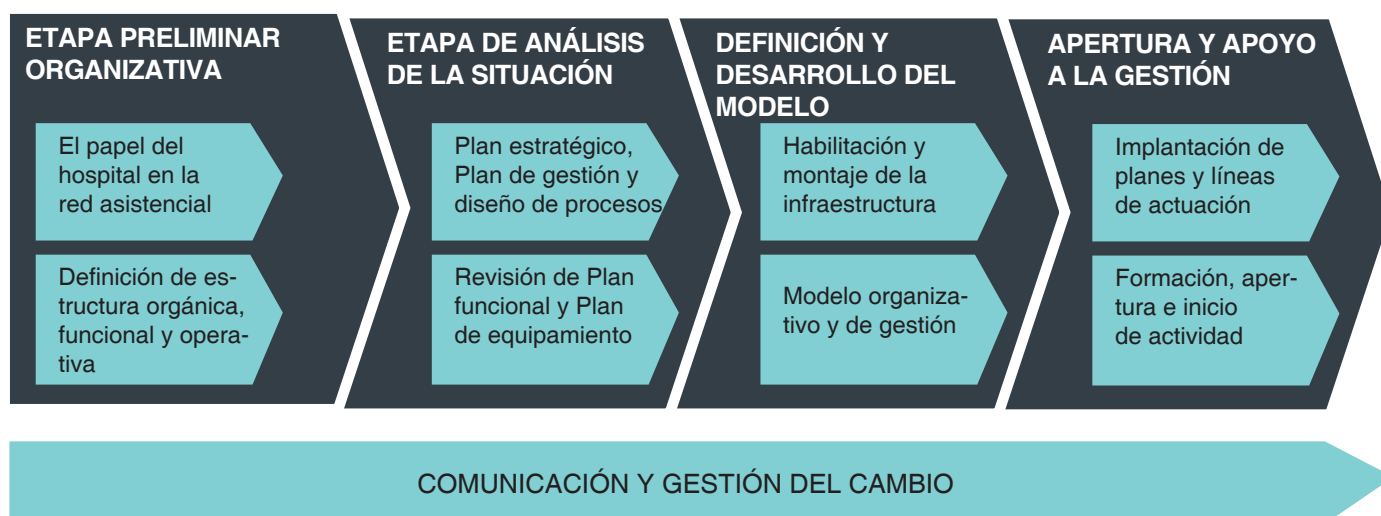 ETAPA PRELIMINAR
ORGANIZATIVA
El papel del
hospital en la
red asistencial
Definición de es-
tructura orgánica,
funcional y opera-
tiva
ETAPA DE ANÁLISIS
DE LA SITUACIÓN
Plan estratégico,
Plan de gestión y
diseño de procesos
Revisión de Plan
funcional y Plan
de equipamiento
DEFINICIÓN Y
DESARROLLO DEL
MODELO
Habilitación y
montaje de la
infraestructura
Modelo organiza-
tivo y de gestión
APERTURA Y APOYO
A LA GESTIÓN
Implantación de
planes y líneas
de actuación
Formación, aper-
tura e inicio
de actividad
COMUNICACIÓN Y GESTIÓN DEL CAMBIO